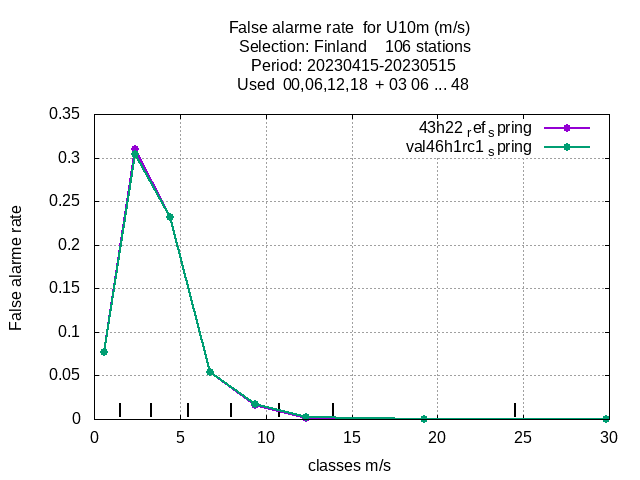 False alarme rate  for U10m (m/s)
Selection: Finland    106 stations
Period: 20230415-20230515
Used  00,06,12,18  + 03 06 ... 48
43h22 ref spring
val46h1rc1 spring
False alarme rate
0.35
0.3
0.25
0.2
0.15
0.1
0.05
0
0 5 10 15 20 25 30
classes m/s